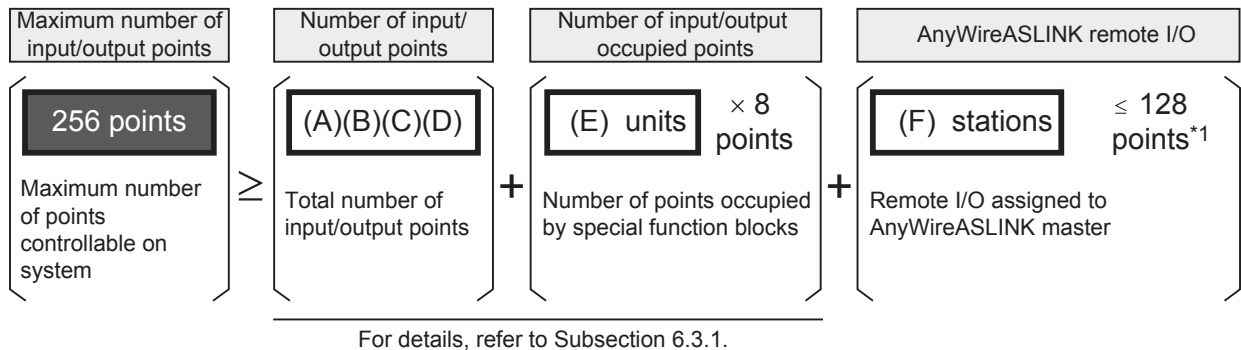 Maximum number of
input/output points
Number of input/
output points
Number of input/output
occupied points
AnyWireASLINK remote I/O
256 points
Maximum number
of points
controllable on
system
≥
(A)(B)(C)(D)
Total number of
input/output points
+
(E) units
× 8
points
Number of points occupied
by special function blocks
+
(F) stations
≤ 128
points*1
Remote I/O assigned to
AnyWireASLINK master
For details, refer to Subsection 6.3.1.